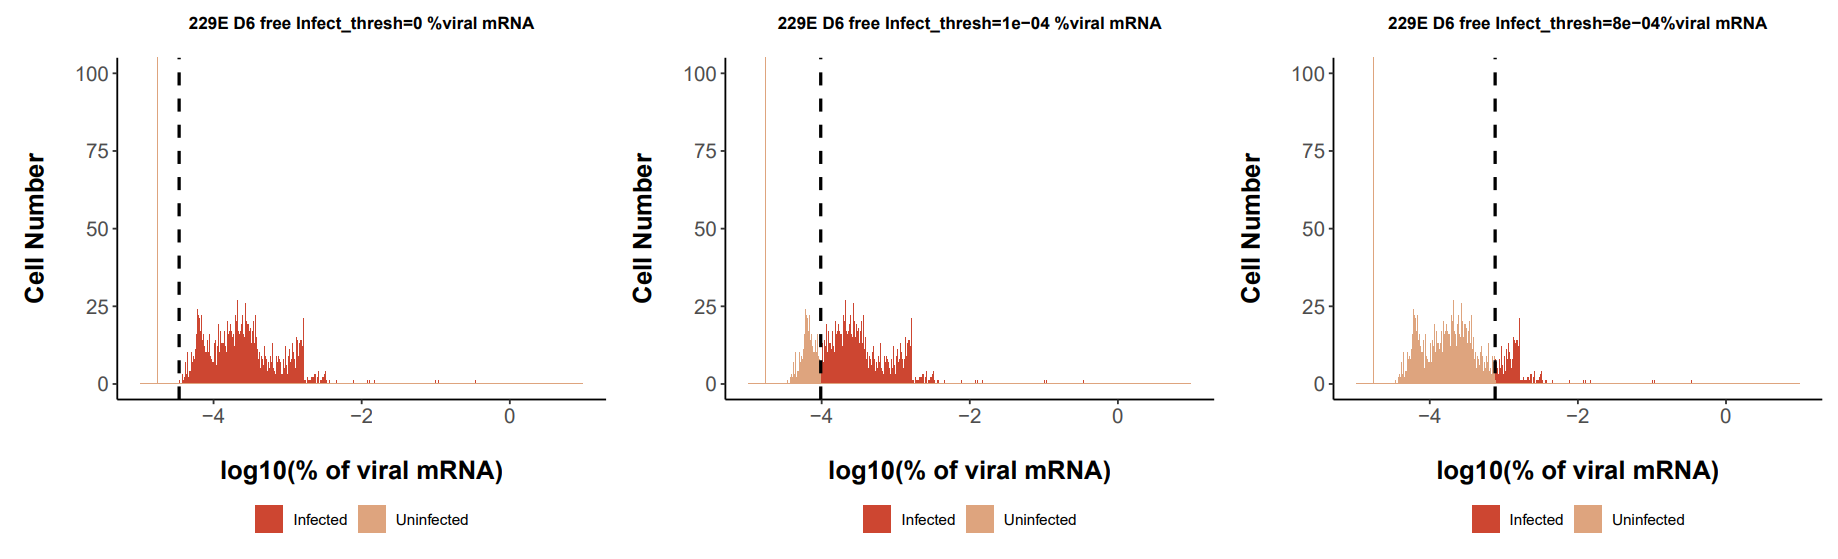 229E D6 free Infect_thresh=0 %viral mRNA
100
75
50
25
0
Cell Number
−4
−2
0
log10(% of viral mRNA)
Infected
Uninfected
229E D6 free Infect_thresh=1e−04 %viral mRNA
100
75
50
25
0
Cell Number
−4
−2
0
log10(% of viral mRNA)
Infected
Uninfected
229E D6 free Infect_thresh=8e−04%viral mRNA
100
75
50
25
0
Cell Number
−4
−2
0
log10(% of viral mRNA)
Infected
Uninfected